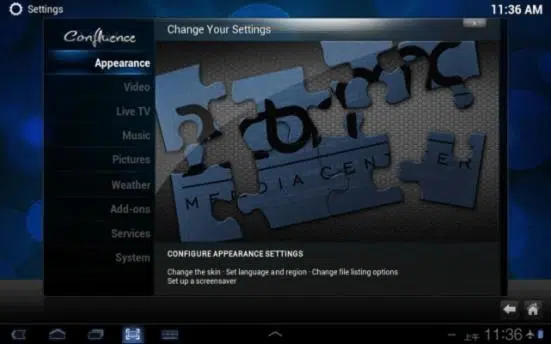 Settings
11:36 AM
Confluence
Change Your Settings
Appearance
Video
Live TV
Music
Pictures
Weather
Add-ons
Services
System
xbmc
MEDIA CENTER
CONFIGURE APPEARANCE SETTINGS
Change the skin · Set language and region · Change file listing options
Set up a screensaver
上午 11:36